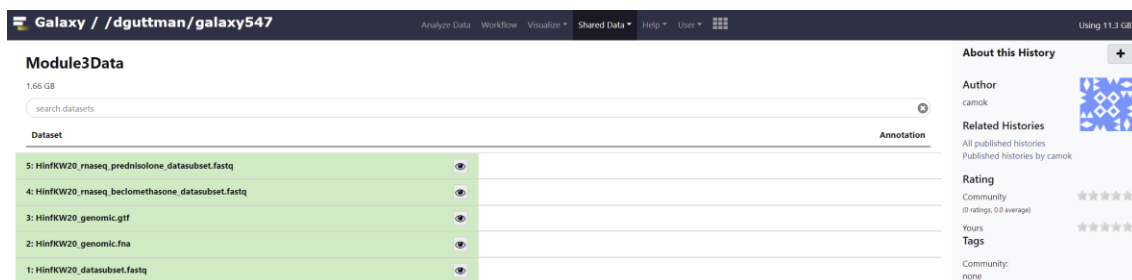 Galaxy / /dguttman/galaxy547
Analyze Data Workflow Visualize Shared Data Help User
Using 11.3 GB
Module3Data
1.66 GB
search datasets
Dataset Annotation
5: HinfKW20_rnaseq_prednisolone_datasubset.fastq
4: HinfKW20_rnaseq_beclomethasone_datasubset.fastq
3: HinfKW20_genomic.gtf
2: HinfKW20_genomic.fna
1: HinfKW20_datasubset.fastq
About this History
+
Author
camok
Related Histories
All published histories
Published histories by camok
Rating
Community
(0 ratings, 0.0 average)
Yours
Tags
Community:
none